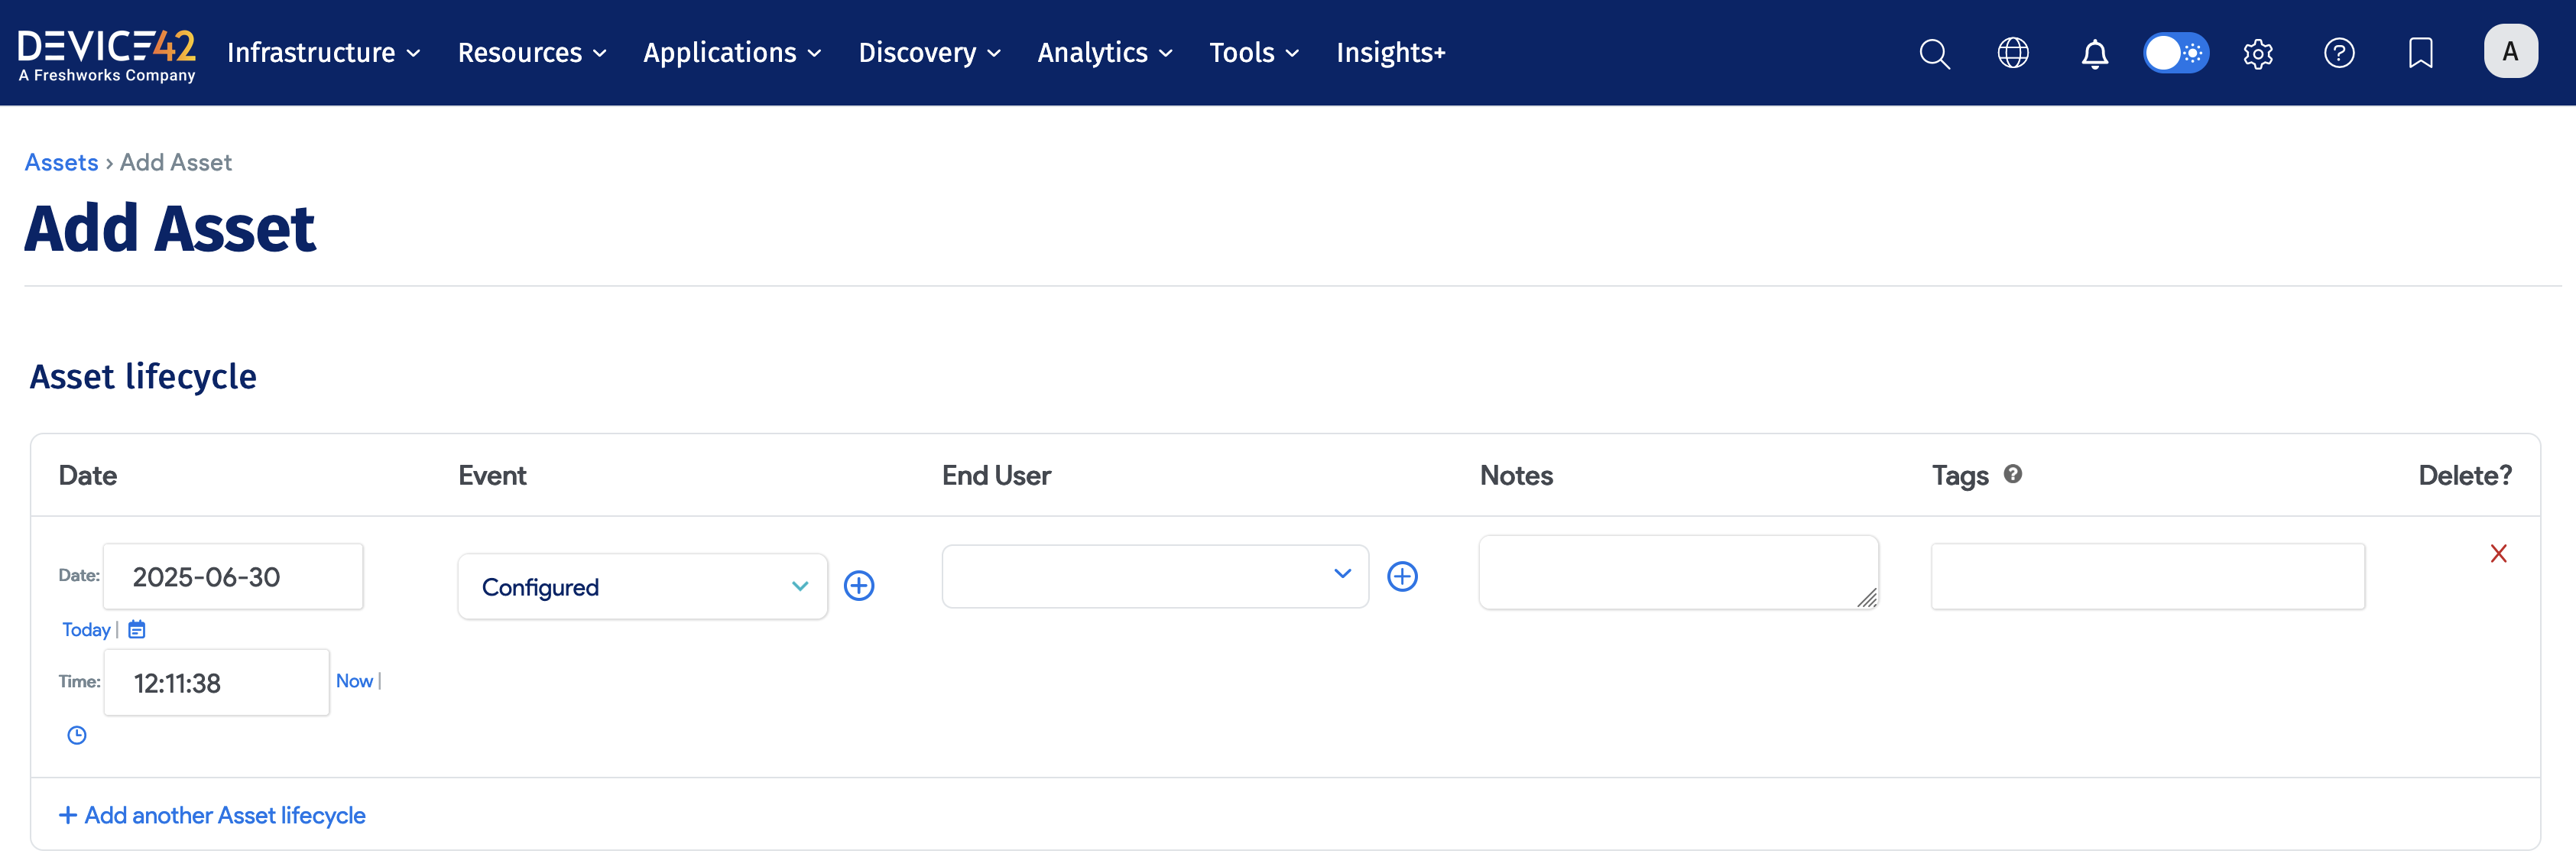 DEVICE42
A Freshworks Company
Infrastructure Resources Applications Discovery Analytics Tools Insights+
A
Assets › Add Asset
Add Asset
Asset lifecycle
Date Event End User Notes Tags Delete?
Date: 2025-06-30 Configured
Today |
Time: 12:11:38 Now |
+ Add another Asset lifecycle